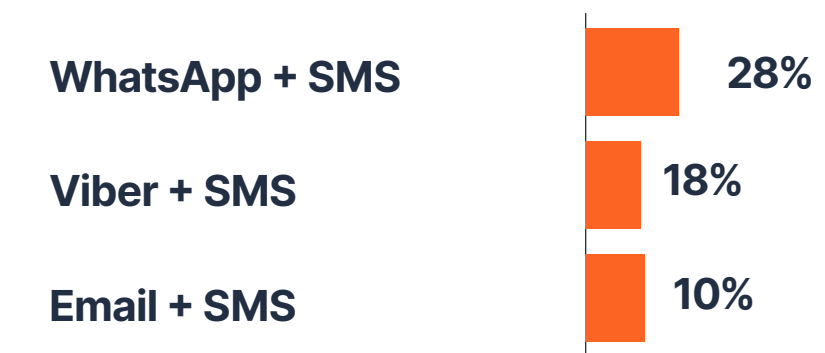 WhatsApp + SMS 28%
Viber + SMS 18%
Email + SMS 10%